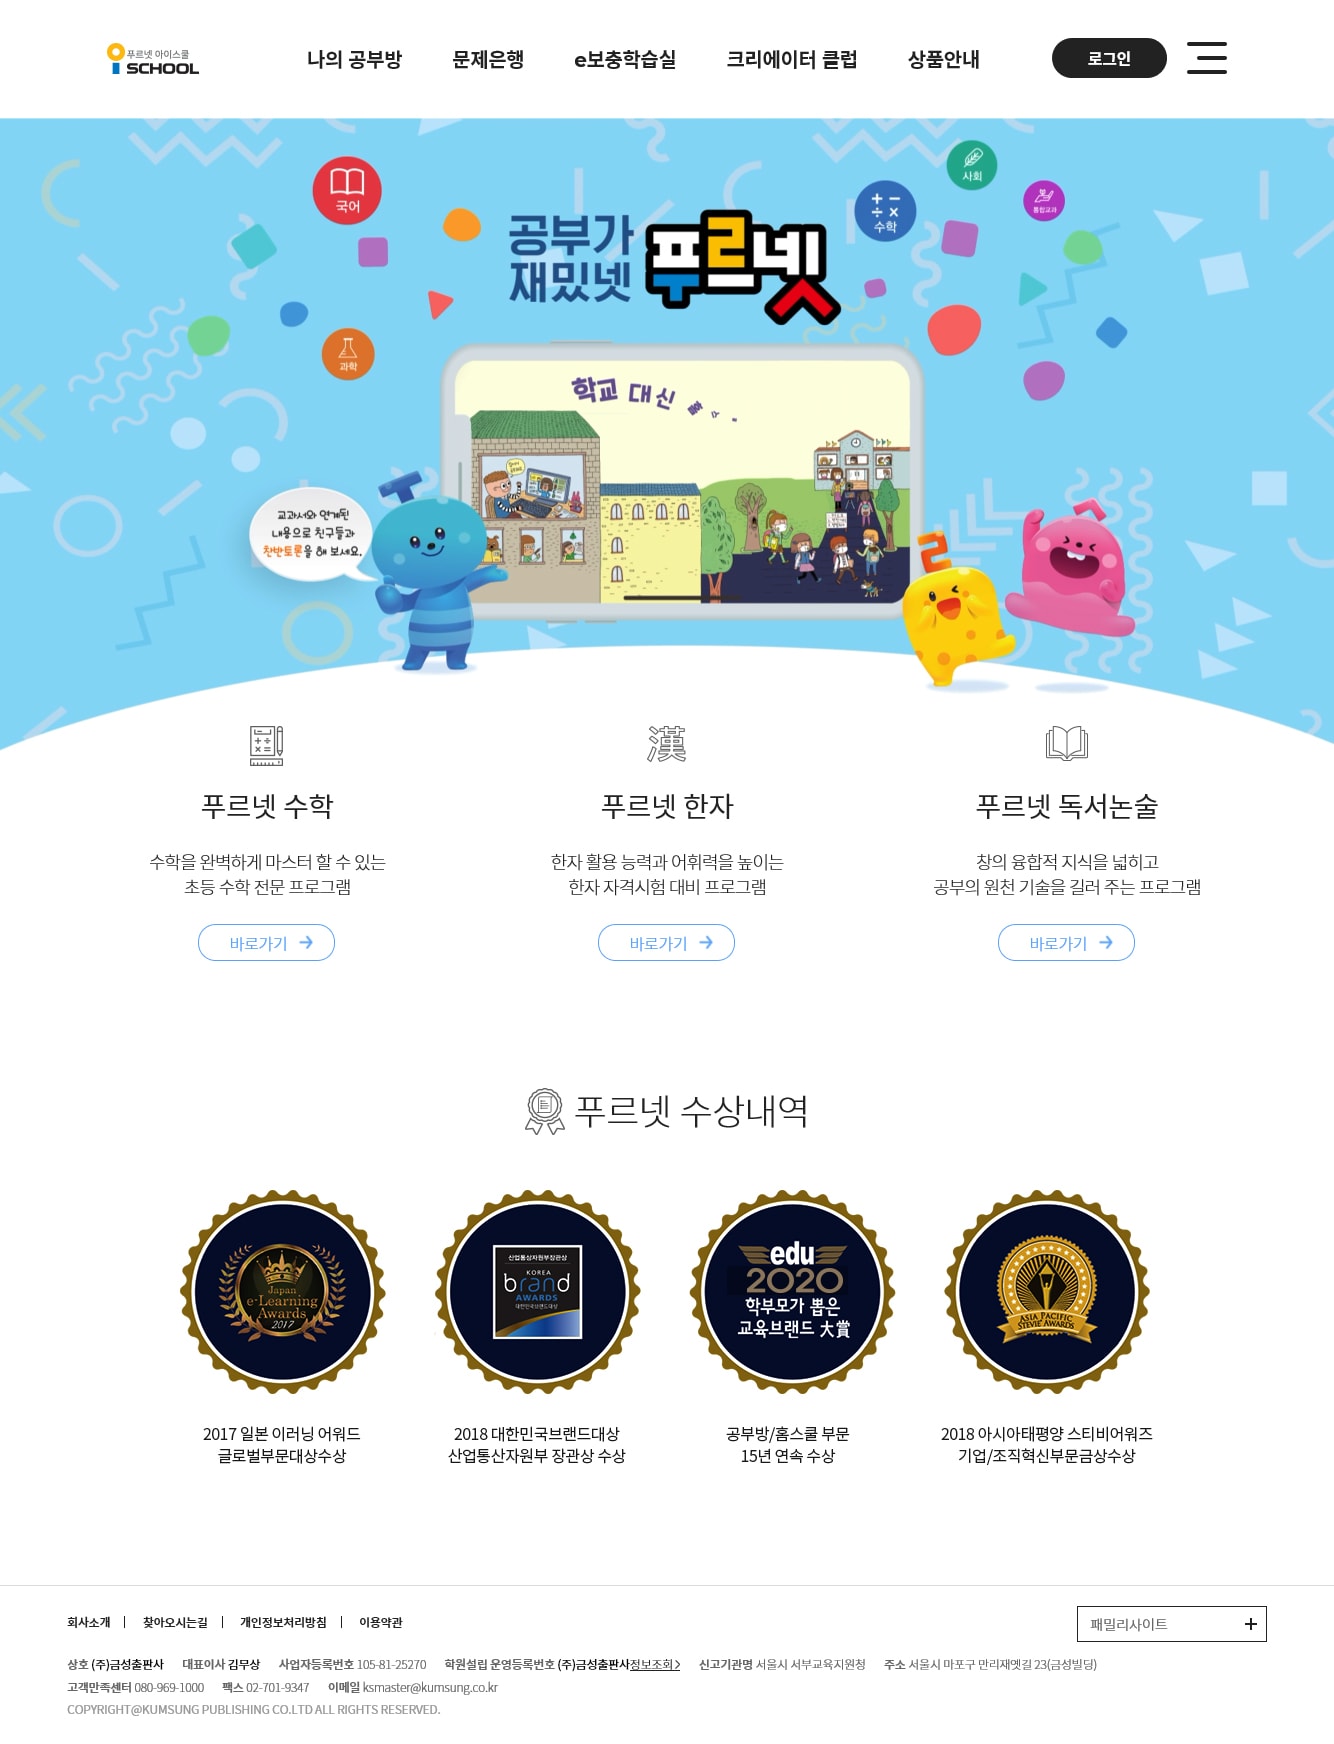 푸르넷 아이스쿨
i SCHOOL
나의 공부방
문제은행
e보충학습실
크리에이터 클럽
상품안내
로그인
국어
수학
사회
통합교과
과학
공부가
재밌넷
푸르넷
학교 대신
교과서와 연계된
내용으로 친구들과
찬반토론을 해 보세요.
푸르넷 수학
수학을 완벽하게 마스터 할 수 있는
초등 수학 전문 프로그램
바로가기
漢
푸르넷 한자
한자 활용 능력과 어휘력을 높이는
한자 자격시험 대비 프로그램
바로가기
푸르넷 독서논술
창의 융합적 지식을 넓히고
공부의 원천 기술을 길러 주는 프로그램
바로가기
푸르넷 수상내역
Japan
e-Learning
Awards
2017
산업통상자원부장관상
KOREA
brand
AWARDS
대한민국브랜드대상
edu
2020
학부모가 뽑은
교육브랜드 大賞
ASIA PACIFIC
STEVIE AWARDS
2017 일본 이러닝 어워드
글로벌부문대상수상
2018 대한민국브랜드대상
산업통상자원부 장관상 수상
공부방/홈스쿨 부문
15년 연속 수상
2018 아시아태평양 스티비어워즈
기업/조직혁신부문금상수상
회사소개 | 찾아오시는길 | 개인정보처리방침 | 이용약관
패밀리사이트
상호 (주)금성출판사 대표이사 김무상 사업자등록번호 105-81-25270 학원설립 운영등록번호 (주)금성출판사정보조회> 신고기관명 서울시 서부교육지원청 주소 서울시 마포구 만리재옛길 23(금성빌딩)
고객만족센터 080-969-1000 팩스 02-701-9347 이메일 ksmaster@kumsung.co.kr
COPYRIGHT@KUMSUNG PUBLISHING CO.LTD ALL RIGHTS RESERVED.